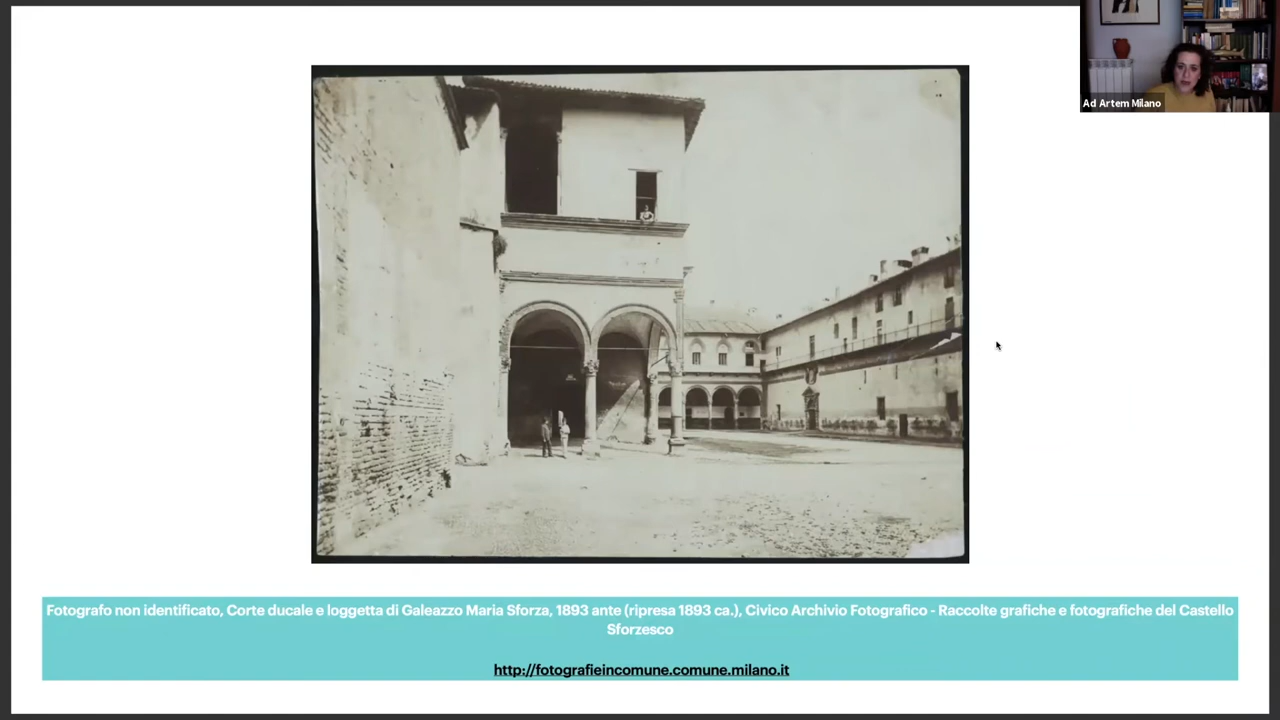 Ad Artem Milano
Fotografo non identificato, Corte ducale e loggetta di Galeazzo Maria Sforza, 1893 ante (ripresa 1893 ca.), Civico Archivio Fotografico - Raccolte grafiche e fotografiche del Castello
Sforzesco
http://fotografieincomune.comune.milano.it